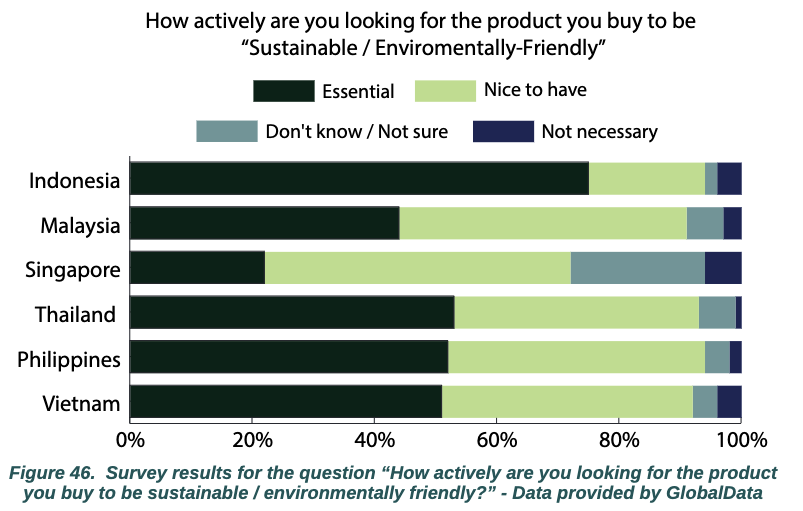 How actively are you looking for the product you buy to be
“Sustainable / Enviromentally-Friendly”
Essential
Nice to have
Don't know / Not sure
Not necessary
Indonesia
Malaysia
Singapore
Thailand
Philippines
Vietnam
0%
20%
40%
60%
80%
100%
Figure 46. Survey results for the question “How actively are you looking for the product
you buy to be sustainable / environmentally friendly?” - Data provided by GlobalData